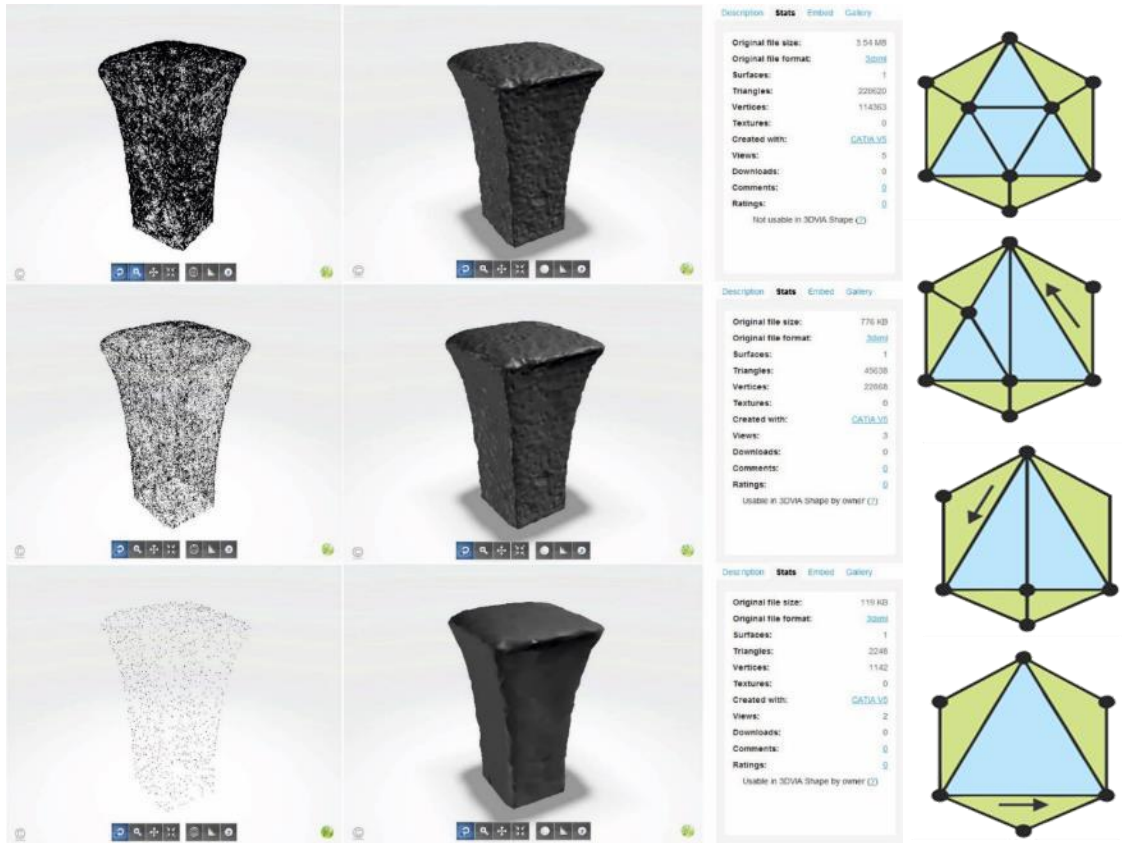 Description Stats Embed Gallery
Original file size: 3.54 MB
Original file format: 3dxml
Surfaces: 1
Triangles: 228620
Vertices: 114363
Textures: 0
Created with: CATIA V5
Views: 5
Downloads: 0
Comments: 0
Ratings: 0
Not usable in 3DVIA Shape (?)
Description Stats Embed Gallery
Original file size: 776 KB
Original file format: 3dxml
Surfaces: 1
Triangles: 45638
Vertices: 22868
Textures: 0
Created with: CATIA V5
Views: 3
Downloads: 0
Comments: 0
Ratings: 0
Usable in 3DVIA Shape by owner (?)
Description Stats Embed Gallery
Original file size: 119 KB
Original file format: 3dxml
Surfaces: 1
Triangles: 2248
Vertices: 1142
Textures: 0
Created with: CATIA V5
Views: 2
Downloads: 0
Comments: 0
Ratings: 0
Usable in 3DVIA Shape by owner (?)